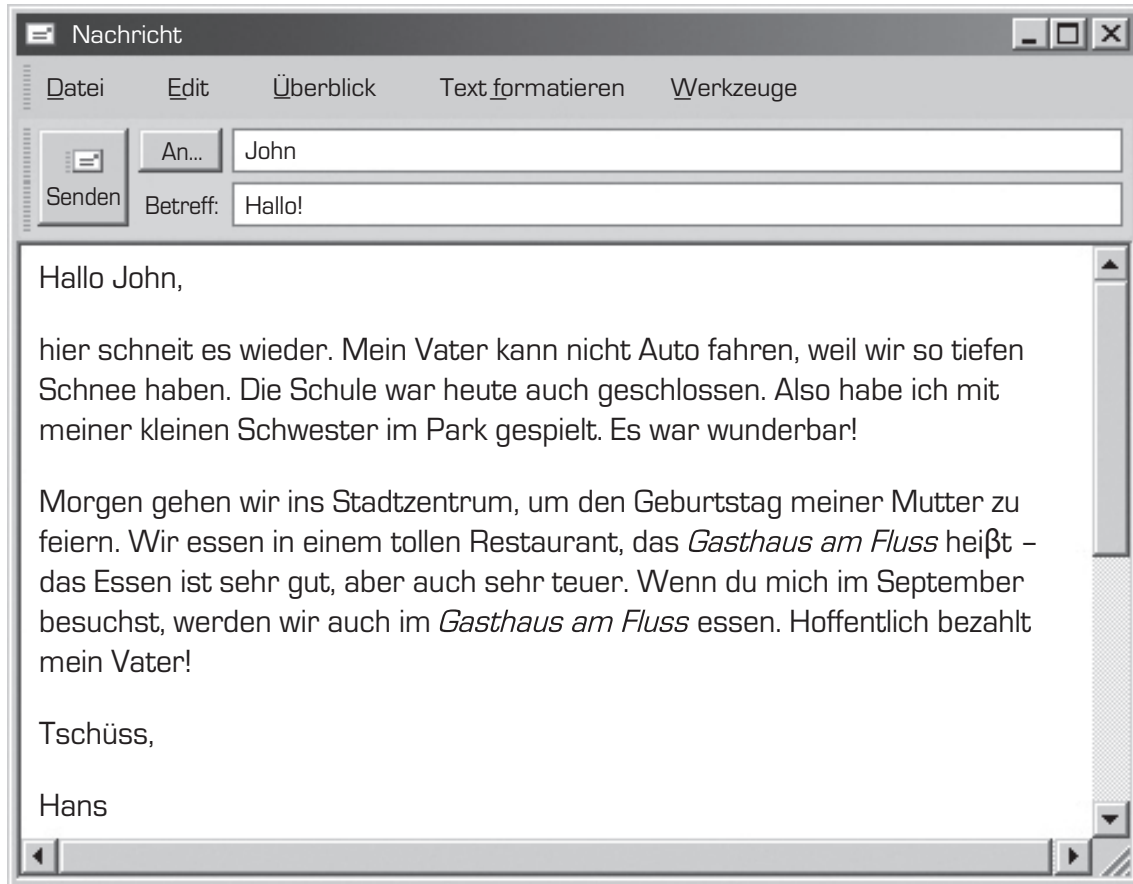 Nachricht
Datei Edit Überblick Text formatieren Werkzeuge
An... John
Senden
Betreff: Hallo!
Hallo John,
hier schneit es wieder. Mein Vater kann nicht Auto fahren, weil wir so tiefen
Schnee haben. Die Schule war heute auch geschlossen. Also habe ich mit
meiner kleinen Schwester im Park gespielt. Es war wunderbar!
Morgen gehen wir ins Stadtzentrum, um den Geburtstag meiner Mutter zu
feiern. Wir essen in einem tollen Restaurant, das Gasthaus am Fluss heiβt –
das Essen ist sehr gut, aber auch sehr teuer. Wenn du mich im September
besuchst, werden wir auch im Gasthaus am Fluss essen. Hoffentlich bezahlt
mein Vater!
Tschüss,
Hans